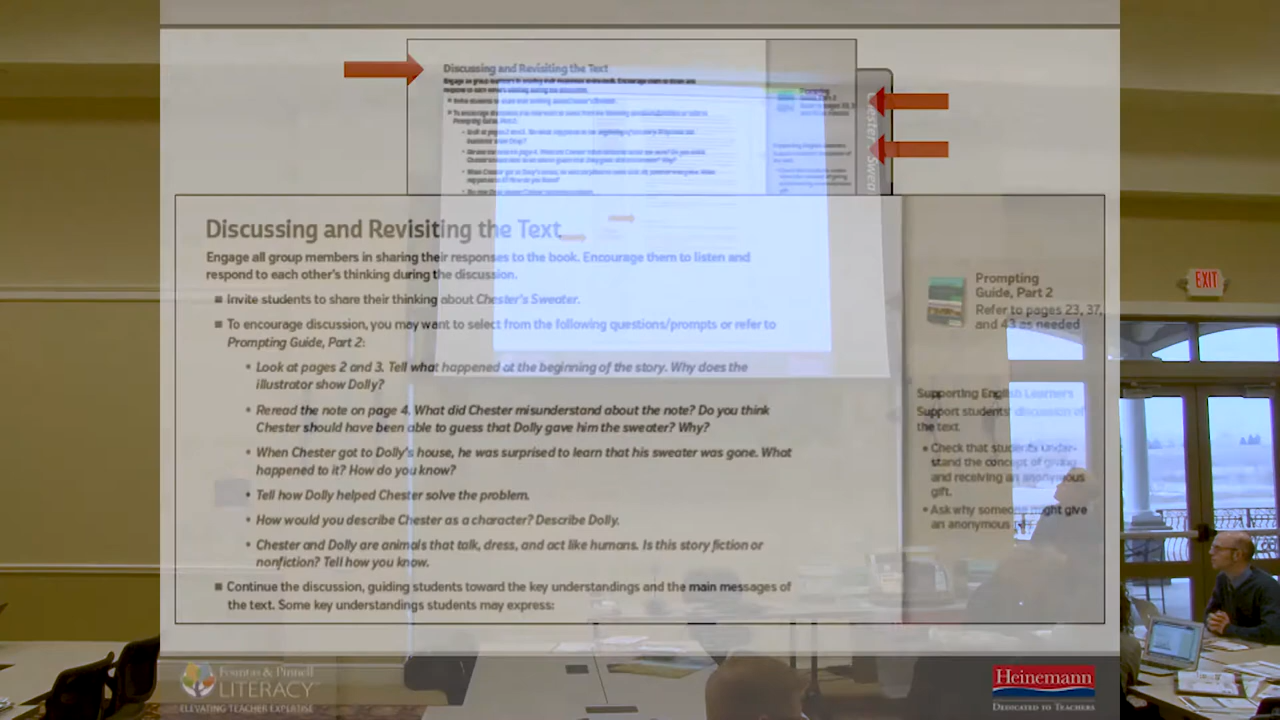 Discussing and Revisiting the Text
Chester's Swea
Discussing and Revisiting the Text
Engage all group members in sharing their responses to the book. Encourage them to listen and
respond to each other's thinking during the discussion.
Invite students to share their thinking about Chester's Sweater.
To encourage discussion, you may want to select from the following questions/prompts or refer to
Prompting Guide, Part 2:
• Look at pages 2 and 3. Tell what happened at the beginning of the story. Why does the
illustrator show Dolly?
• Reread the note on page 4. What did Chester misunderstand about the note? Do you think
Chester should have been able to guess that Dolly gave him the sweater? Why?
• When Chester got to Dolly's house, he was surprised to learn that his sweater was gone. What
happened to it? How do you know?
• Tell how Dolly helped Chester solve the problem.
• How would you describe Chester as a character? Describe Dolly.
• Chester and Dolly are animals that talk, dress, and act like humans. Is this story fiction or
nonfiction? Tell how you know.
Continue the discussion, guiding students toward the key understandings and the main messages of
the text. Some key understandings students may express:
Prompting
Guide, Part 2
Refer to pages 23, 37,
and 43 as needed
Supporting English Learners
Support students' discussion of
the text.
• Check that students under-
stand the concept of giving
and receiving an anonymous
gift.
• Ask why someone might give
an anonymous gift.
EXIT
Fountas & Pinnell
LITERACY
ELEVATING TEACHER EXPERTISE
Heinemann
DEDICATED TO TEACHERS